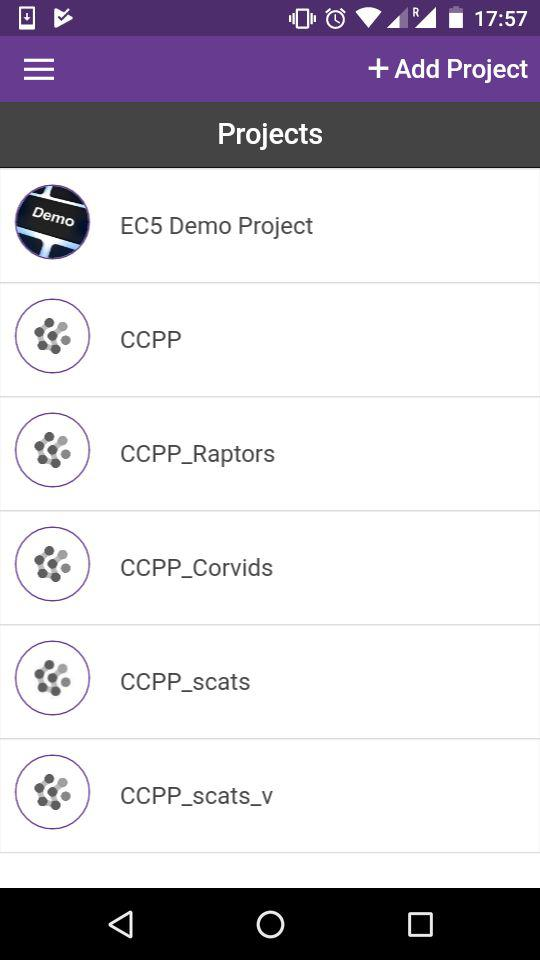 R
17:57
+ Add Project
Projects
Demo
EC5 Demo Project
CCPP
CCPP_Raptors
CCPP_Corvids
CCPP_scats
CCPP_scats_v